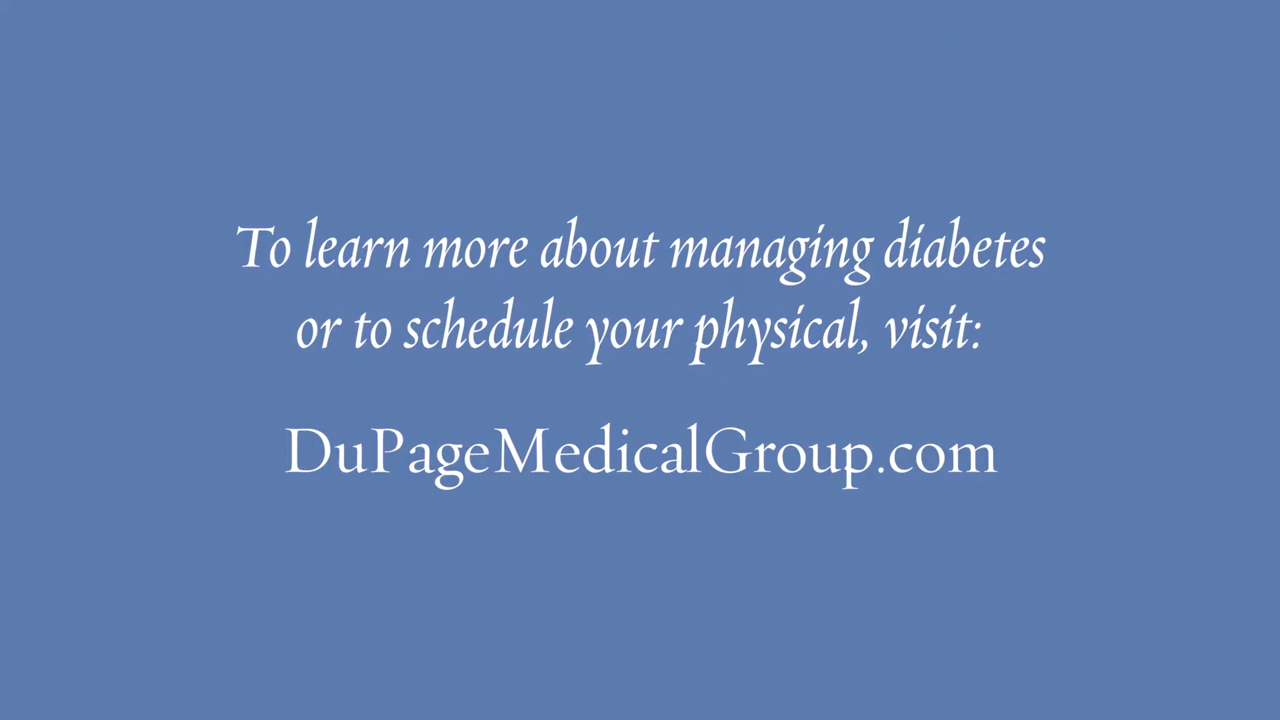 To learn more about managing diabetes
or to schedule your physical, visit:
DuPageMedicalGroup.com